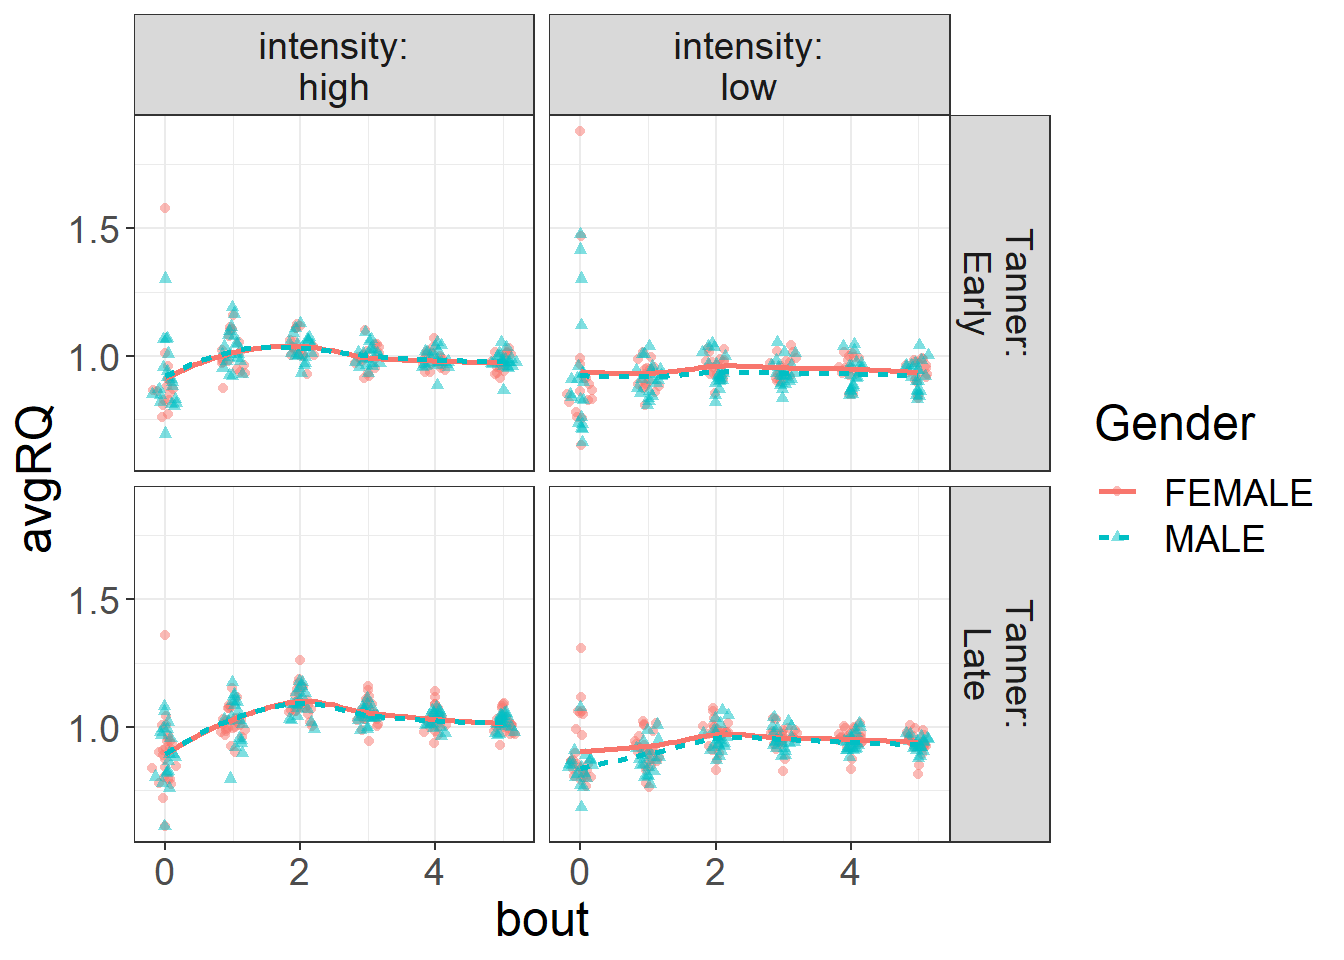 intensity:
high
intensity:
low
1.5
1.0
Tanner:
Early
1.5
1.0
Tanner:
Late
0
2
4
0
2
4
bout
avgRQ
Gender
FEMALE
MALE